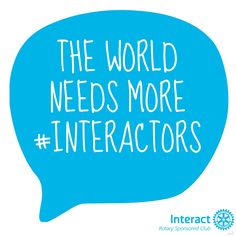 THE WORLD
NEEDS MORE
#INTERACTORS
Interact
Rotary Sponsored Club